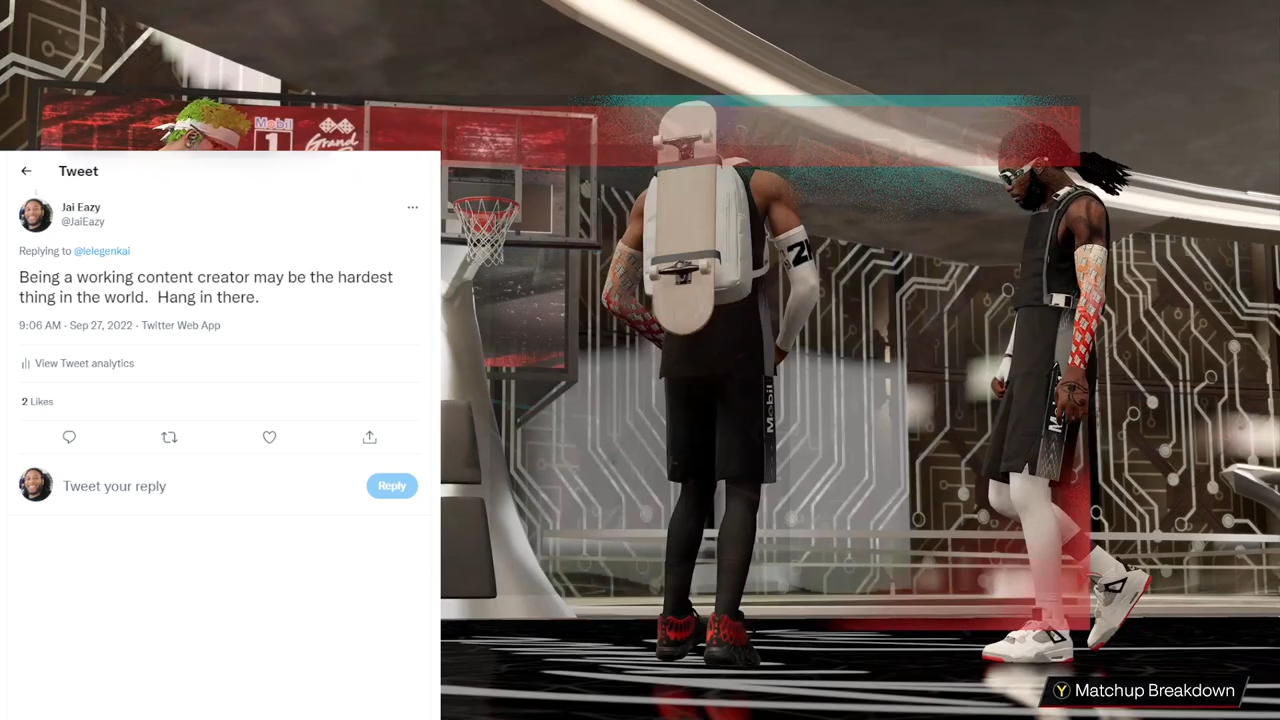 Mobil
1
Grand
Tweet
Jai Eazy
@JaiEazy
Replying to @lelegenkai
Being a working content creator may be the hardest
thing in the world.  Hang in there.
9:06 AM · Sep 27, 2022 · Twitter Web App
View Tweet analytics
2 Likes
Tweet your reply
Reply
Mobil
Y Matchup Breakdown